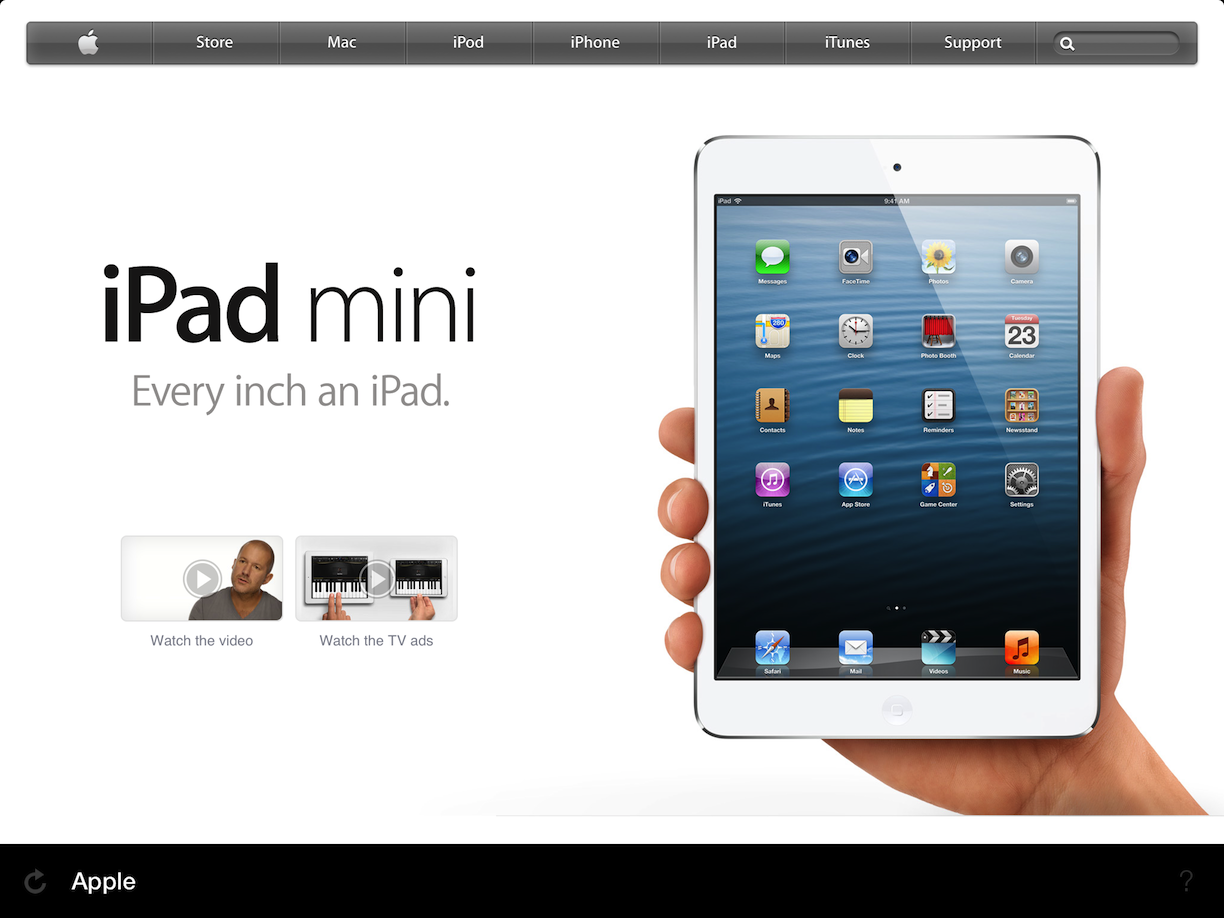 Store Mac iPod iPhone iPad iTunes Support
iPad mini
Every inch an iPad.
Watch the video
Watch the TV ads
iPad 9:41 AM
Messages FaceTime Photos Camera
280
Tuesday
23
Maps Clock Photo Booth Calendar
Contacts Notes Reminders Newsstand
iTunes App Store Game Center Settings
Safari Mail Videos Music
Apple ?